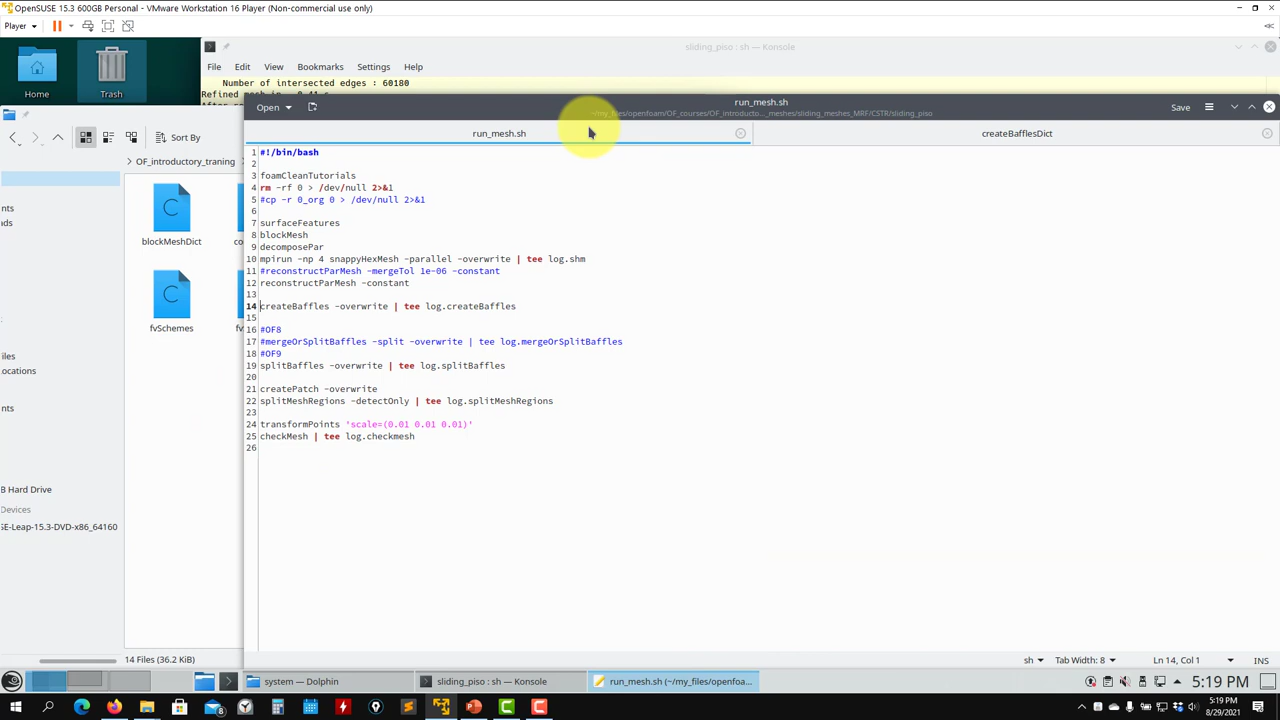 OpenSUSE 15.3 600GB Personal - VMware Workstation 16 Player (Non-commercial use only)
Player
sliding_piso : sh — Konsole
Home
Trash
File Edit View Bookmarks Settings Help
Number of intersected edges : 60180
Open
run_mesh.sh
~/my_files/openfoam/OF_courses/OF_introducto..._meshes/sliding_meshes_MRF/CSTR/sliding_piso
Save
Sort By
run_mesh.sh
createBafflesDict
OF_introductory_traning
1 #!/bin/bash
2
3 foamCleanTutorials
4 rm -rf 0 > /dev/null 2>&1
5 #cp -r 0_org 0 > /dev/null 2>&1
6
7 surfaceFeatures
8 blockMesh
9 decomposePar
10 mpirun -np 4 snappyHexMesh -parallel -overwrite | tee log.shm
11 #reconstructParMesh -mergeTol 1e-06 -constant
12 reconstructParMesh -constant
13
14 createBaffles -overwrite | tee log.createBaffles
15
16 #OF8
17 #mergeOrSplitBaffles -split -overwrite | tee log.mergeOrSplitBaffles
18 #OF9
19 splitBaffles -overwrite | tee log.splitBaffles
20
21 createPatch -overwrite
22 splitMeshRegions -detectOnly | tee log.splitMeshRegions
23
24 transformPoints 'scale=(0.01 0.01 0.01)'
25 checkMesh | tee log.checkmesh
26
nts
ads
blockMeshDict
co
fvSchemes
f
iles
ocations
nts
B Hard Drive
Devices
SE-Leap-15.3-DVD-x86_64160
14 Files (36.2 KiB)
sh
Tab Width: 8
Ln 14, Col 1
INS
system — Dolphin
sliding_piso : sh — Konsole
run_mesh.sh (~/my_files/openfoa...
5:19 PM
5:19 PM
8/29/2021